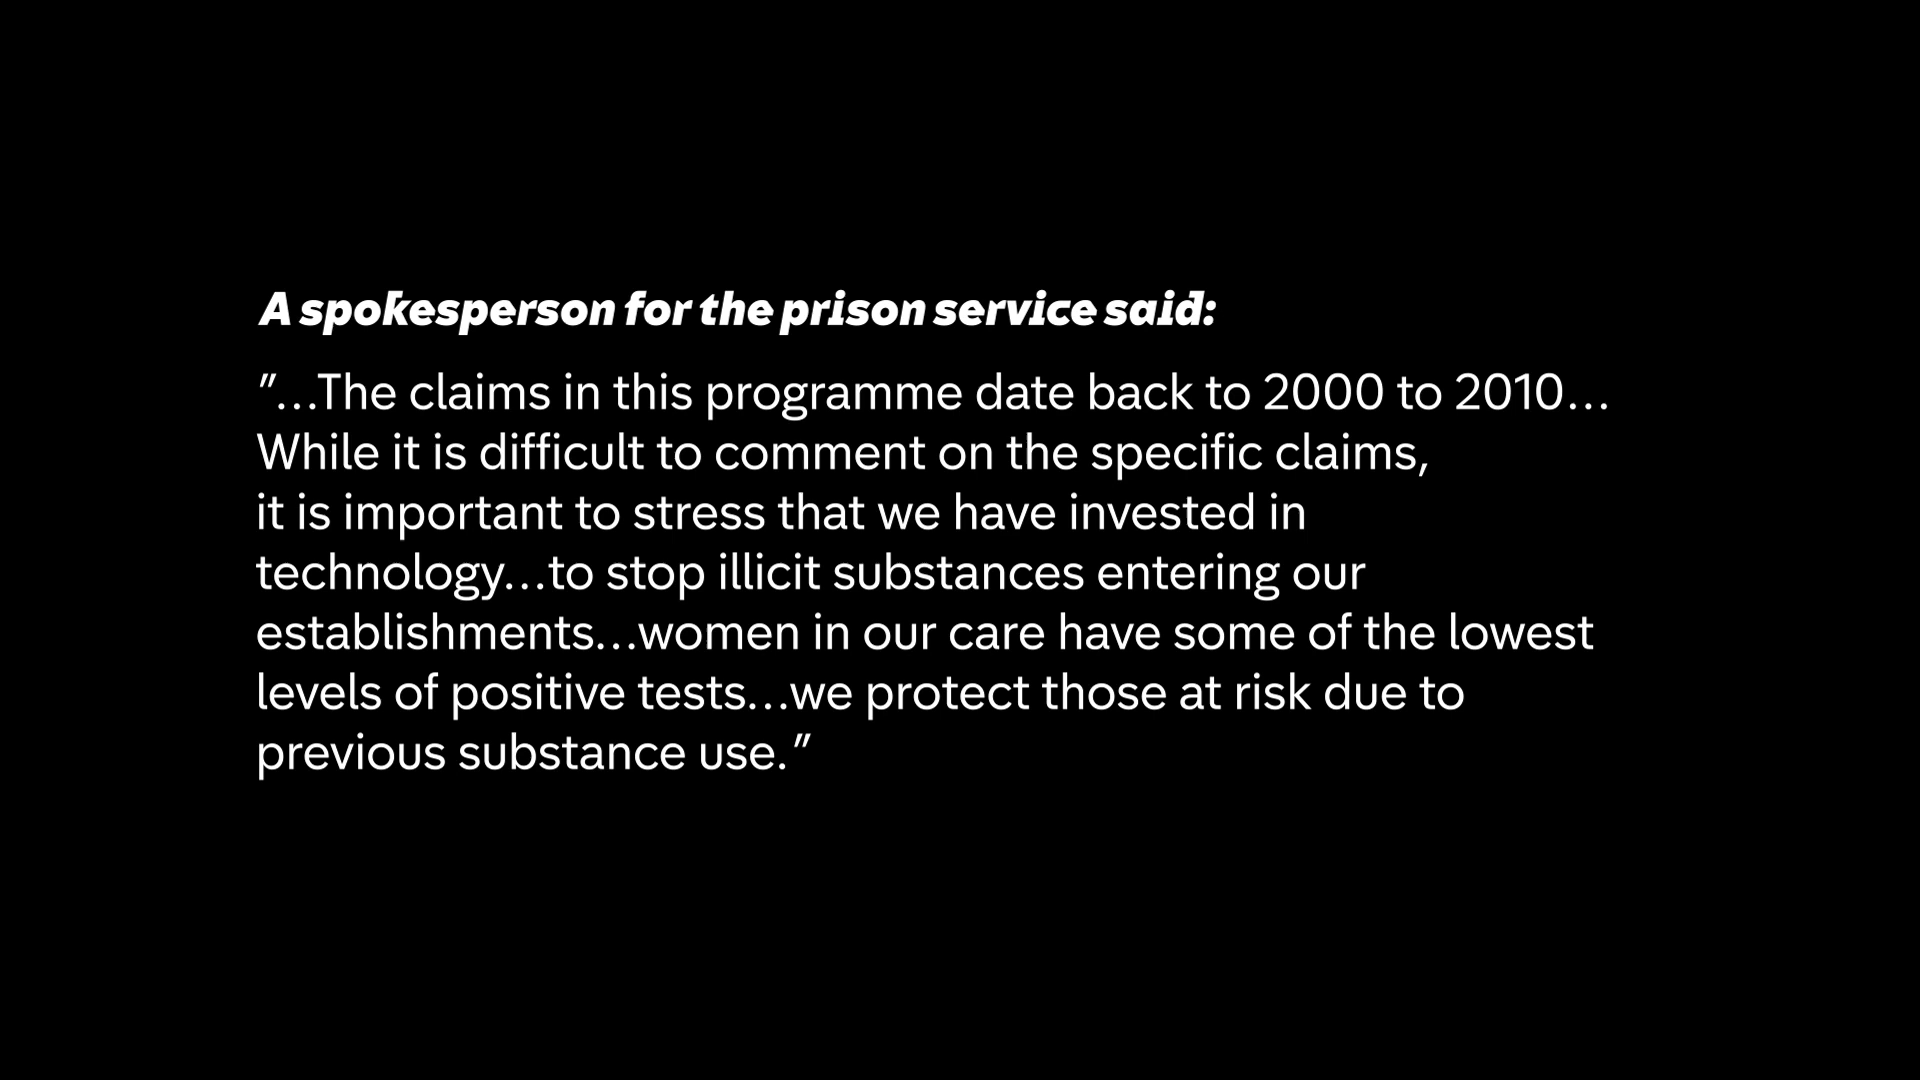 A spokesperson for the prison service said:
"...The claims in this programme date back to 2000 to 2010...
While it is difficult to comment on the specific claims,
it is important to stress that we have invested in
technology...to stop illicit substances entering our
establishments...women in our care have some of the lowest
levels of positive tests...we protect those at risk due to
previous substance use."